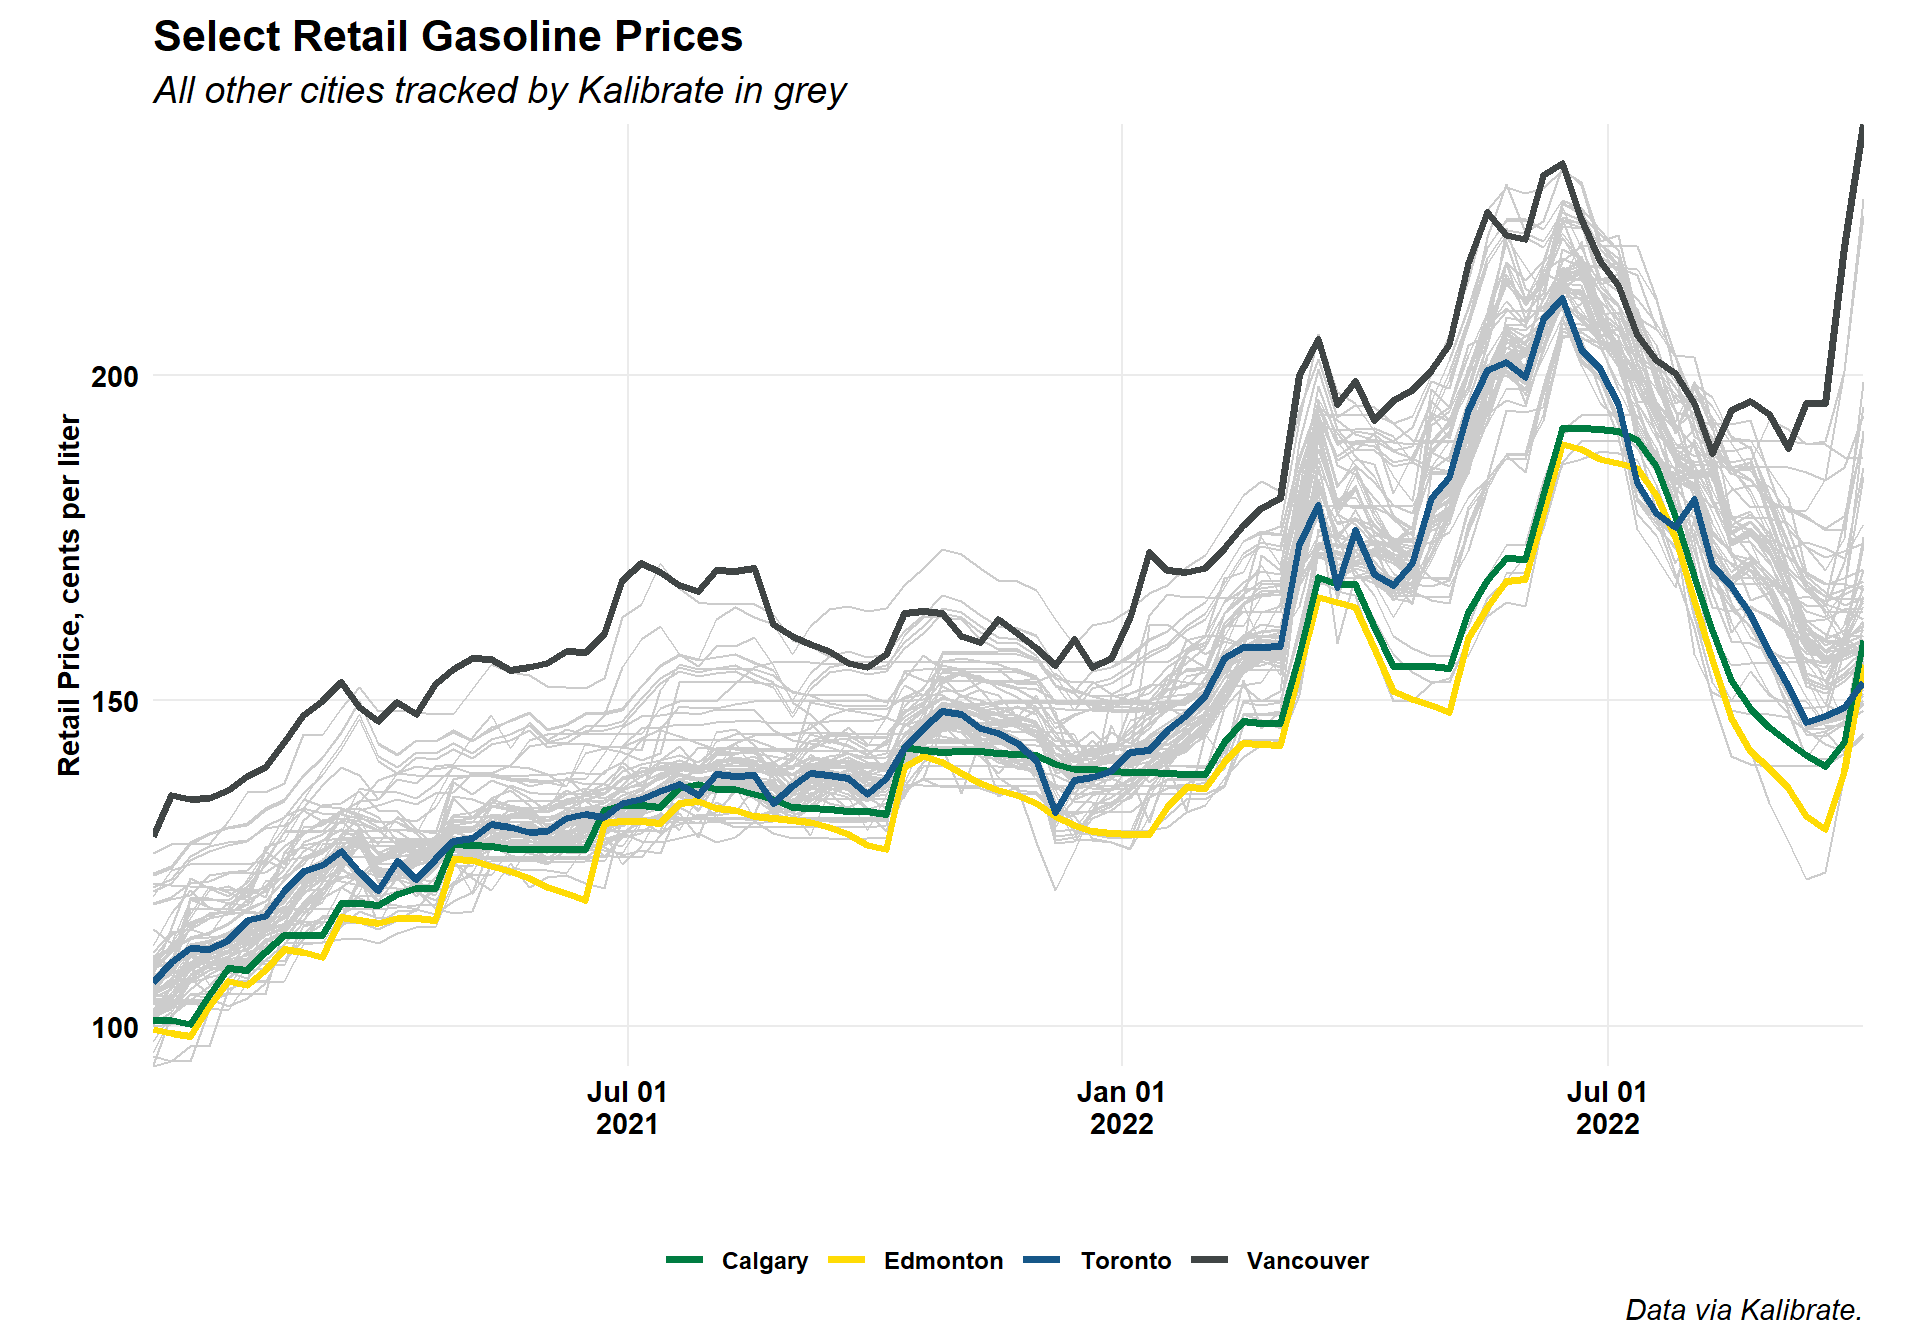 Select Retail Gasoline Prices
All other cities tracked by Kalibrate in grey
Retail Price, cents per liter
200
150
100
Jul 01
2021
Jan 01
2022
Jul 01
2022
Calgary Edmonton Toronto Vancouver
Data via Kalibrate.